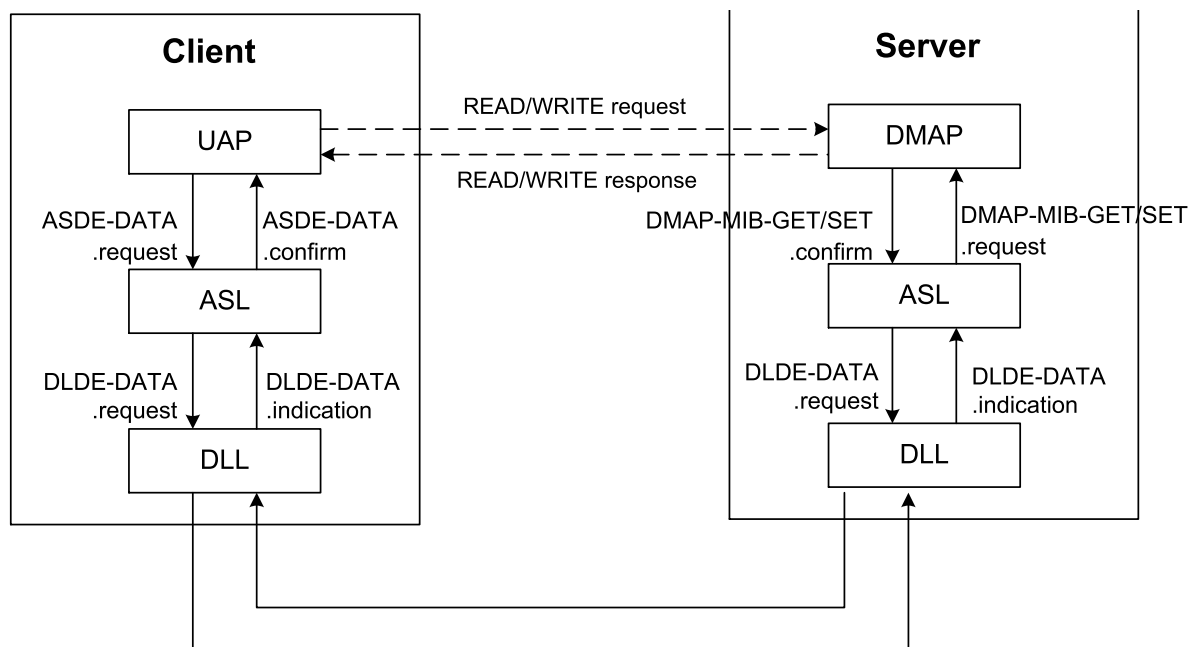 Client
Server
READ/WRITE request
UAP
DMAP
READ/WRITE response
ASDE-DATA
.request
ASDE-DATA
.confirm
DMAP-MIB-GET/SET
.confirm
DMAP-MIB-GET/SET
.request
ASL
ASL
DLDE-DATA
.request
DLDE-DATA
.indication
DLDE-DATA
.request
DLDE-DATA
.indication
DLL
DLL